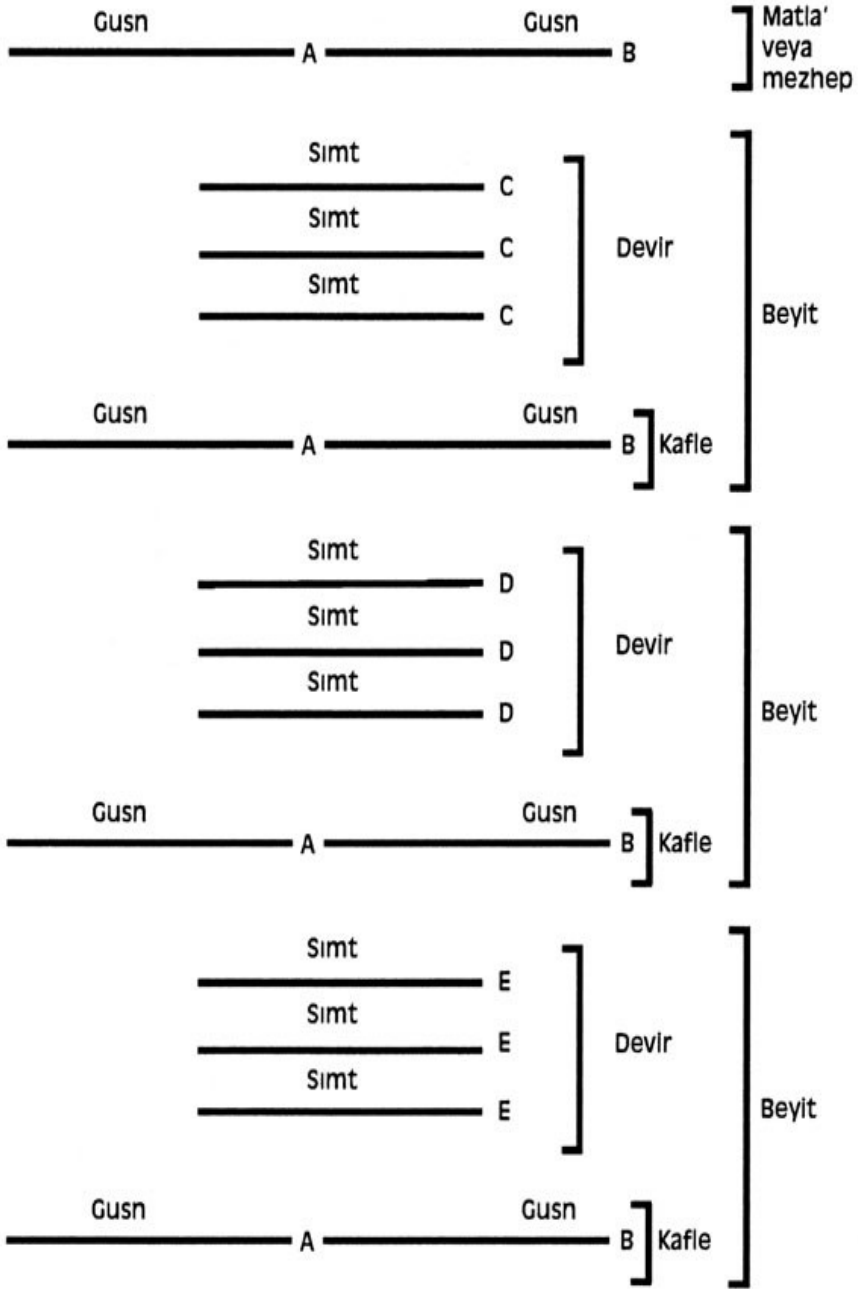 Gusn Gusn
A B
Matla'
veya
mezhep
Sımt
C
Sımt
C
Sımt
C
Devir
Beyit
Gusn Gusn
A B Kafle
Sımt
D
Sımt
D
Sımt
D
Devir
Beyit
Gusn Gusn
A B Kafle
Sımt
E
Sımt
E
Sımt
E
Devir
Beyit
Gusn Gusn
A B Kafle